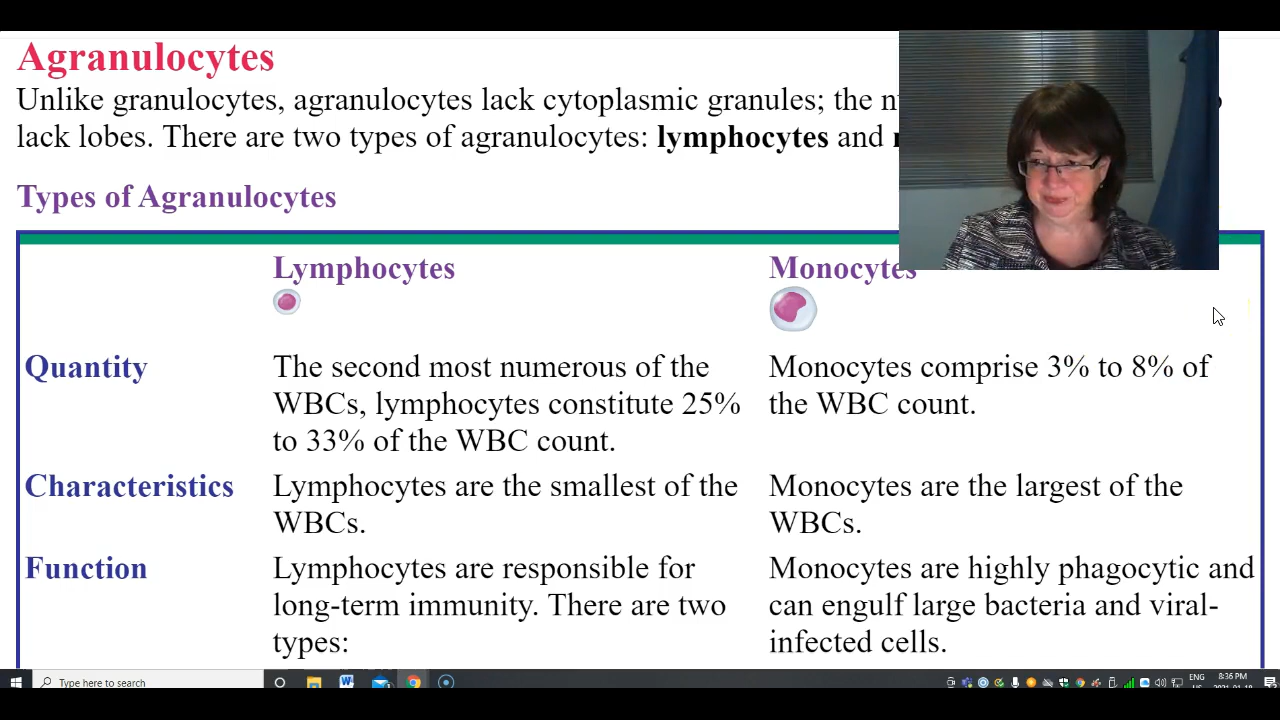 Agranulocytes
Unlike granulocytes, agranulocytes lack cytoplasmic granules; the
lack lobes. There are two types of agranulocytes: lymphocytes and
Types of Agranulocytes
Lymphocytes Monocytes
Quantity The second most numerous of the Monocytes comprise 3% to 8% of
WBCs, lymphocytes constitute 25% the WBC count.
to 33% of the WBC count.
Characteristics Lymphocytes are the smallest of the Monocytes are the largest of the
WBCs. WBCs.
Function Lymphocytes are responsible for Monocytes are highly phagocytic and
long-term immunity. There are two can engulf large bacteria and viral-
types: infected cells.
Type here to search ENG 8:36 PM